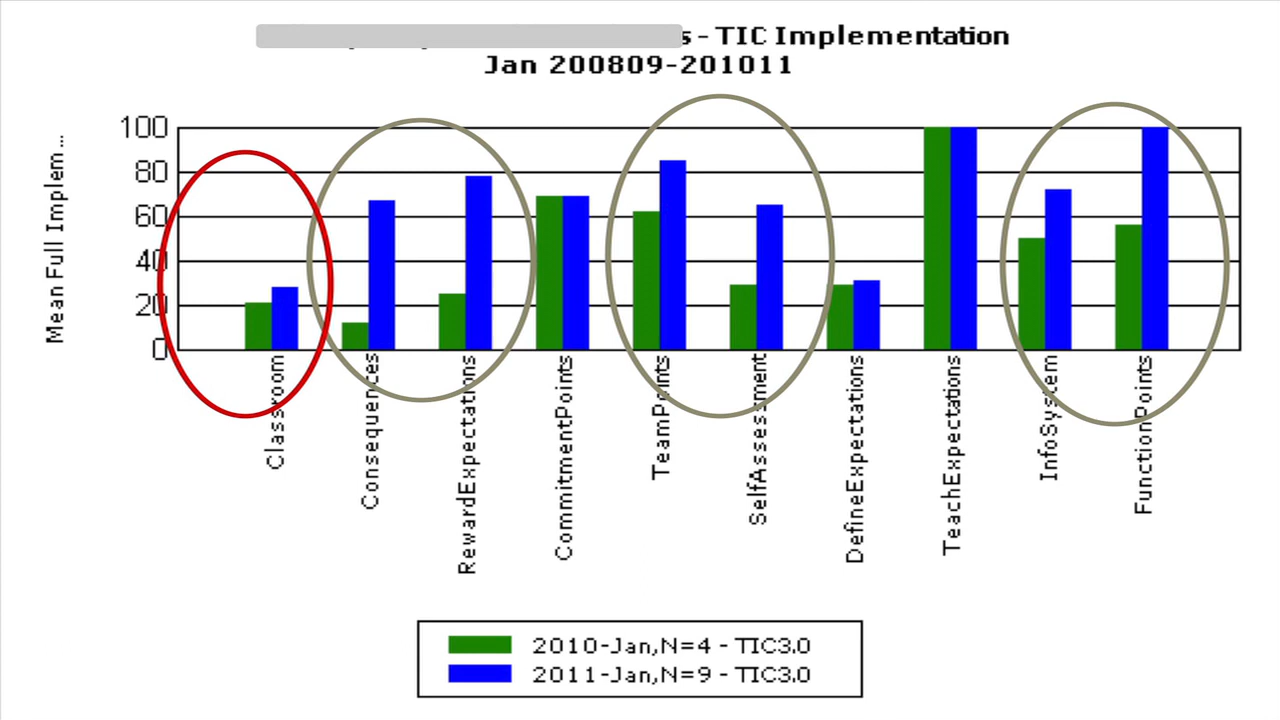 s - TIC Implementation
Jan 200809-201011
Mean Full Implem...
100
80
60
40
20
0
Classroom
Consequences
RewardExpectations
CommitmentPoints
TeamPoints
SelfAssessment
DefineExpectations
TeachExpectations
InfoSystem
FunctionPoints
2010-Jan,N=4 - TIC3.0
2011-Jan,N=9 - TIC3.0